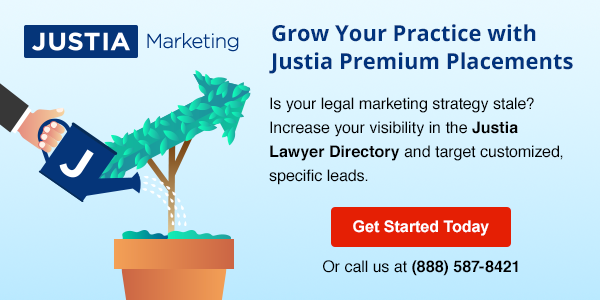 JUSTIA Marketing
Grow Your Practice with
Justia Premium Placements
Is your legal marketing strategy stale?
Increase your visibility in the Justia
Lawyer Directory and target customized,
specific leads.
J
Get Started Today
Or call us at (888) 587-8421